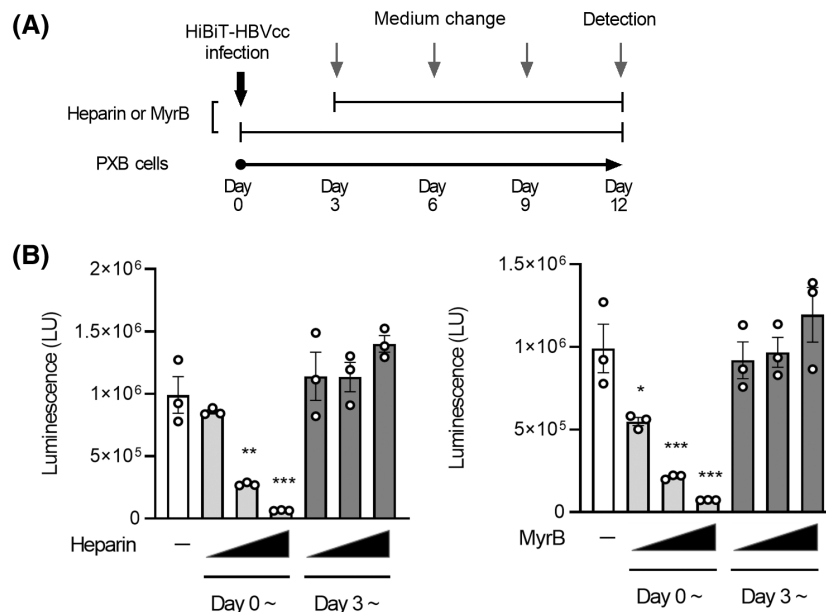 (A)
HiBiT-HBVcc
infection
Medium change
Detection
Heparin or MyrB
PXB cells
Day
0
Day
3
Day
6
Day
9
Day
12
(B)
Luminescence (LU)
2×10⁶
1.5×10⁶
1×10⁶
5×10⁵
0
**
***
Heparin
–
Day 0 ~
Day 3 ~
Luminescence (LU)
1.5×10⁶
1×10⁶
5×10⁵
0
*
***
***
MyrB
–
Day 0 ~
Day 3 ~